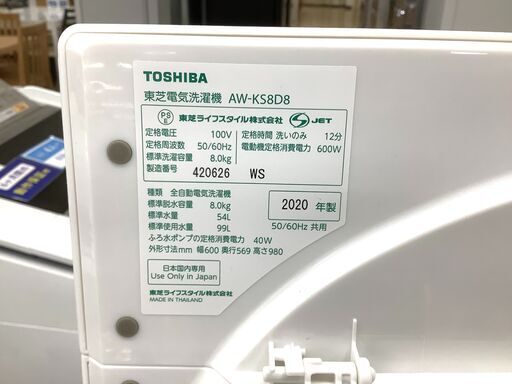 TOSHIBA
東芝電気洗濯機 AW-KS8D8
PS E 東芝ライフスタイル株式会社 S JET
定格電圧 100V 定格時間 洗いのみ 12分
定格周波数 50/60Hz 電動機定格消費電力 600W
標準洗濯容量 8.0kg
製造番号 420626 WS
種類 全自動電気洗濯機
標準脱水容量 8.0kg 2020 年製
標準水量 54L
標準使用水量 99L 50/60Hz 共用
ふろ水ポンプの定格消費電力 40W
外形寸法mm 幅600 奥行569 高さ980
日本国内専用
Use Only in Japan
東芝ライフスタイル株式会社
MADE IN THAILAND